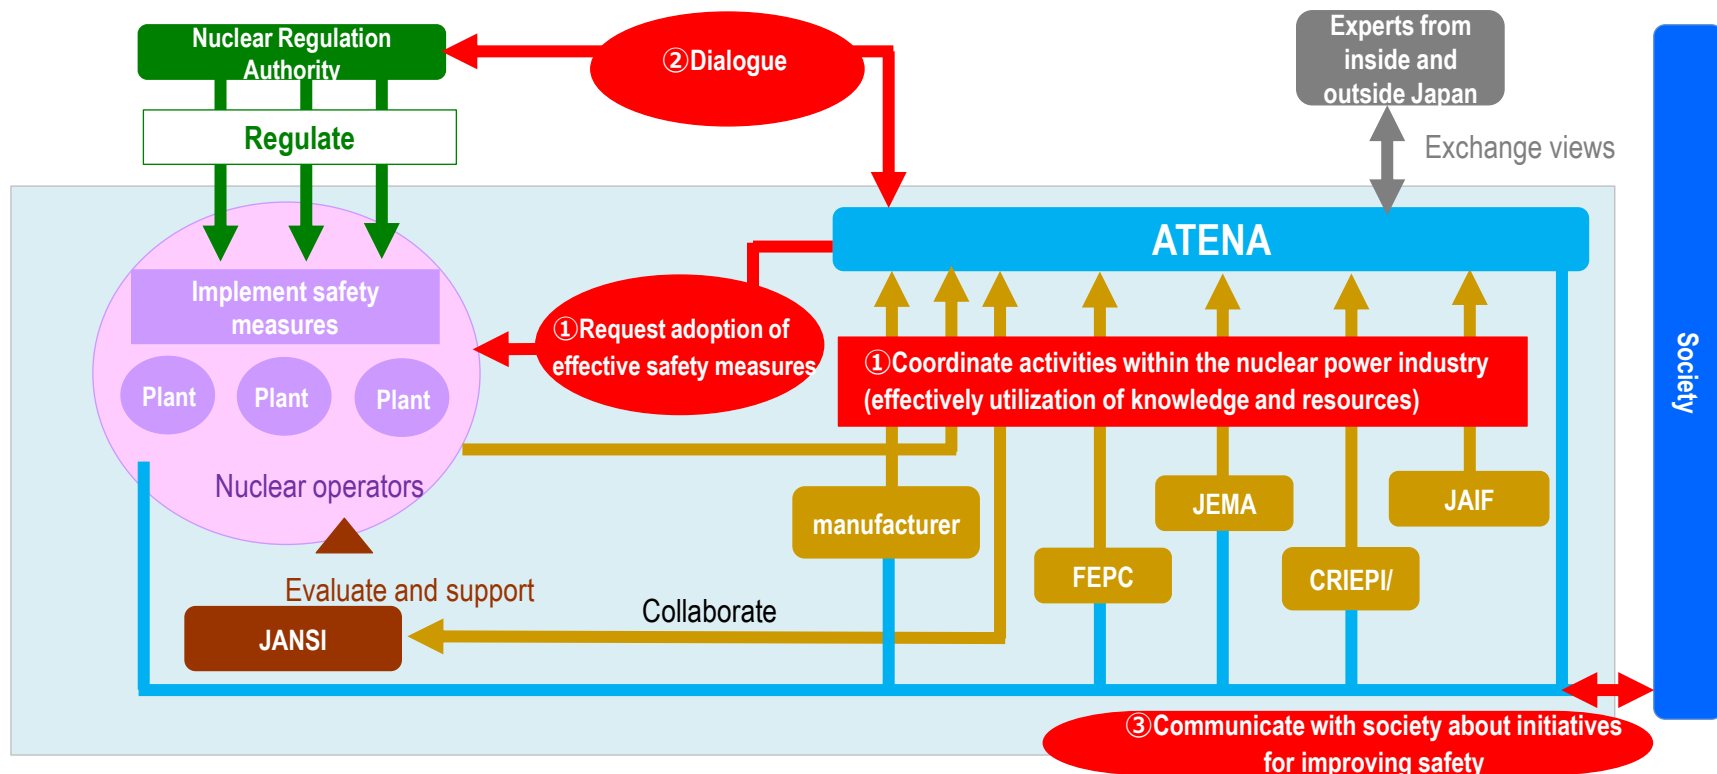 Nuclear Regulation
Authority
②Dialogue
Experts from
inside and
outside Japan
Regulate
Exchange views
ATENA
Implement safety
measures
①Request adoption of
effective safety measures
①Coordinate activities within the nuclear power industry
(effectively utilization of knowledge and resources)
Society
Plant
Plant
Plant
Nuclear operators
manufacturer
JEMA
JAIF
FEPC
CRIEPI/
Evaluate and support
Collaborate
JANSI
③Communicate with society about initiatives
for improving safety